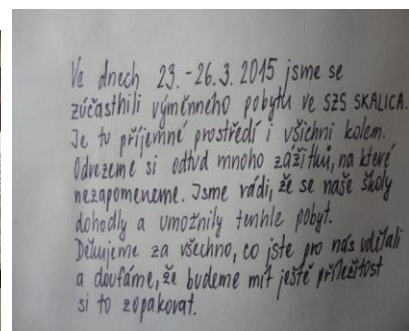 Ve dnech 23.-26.3.2015 jsme se
zúčastnili výměnného pobytu ve SZŠ SKALICA.
Je tu příjemné prostředí i všichni kolem.
Odvezeme si odtud mnoho zážitků, na které
nezapomeneme. Jsme rádi, že se naše školy
dohodly a umožnily tenhle pobyt.
Děkujeme za všechno, co jste pro nás udělali
a doufáme, že budeme mít ještě příležitost
si to zopakovat.